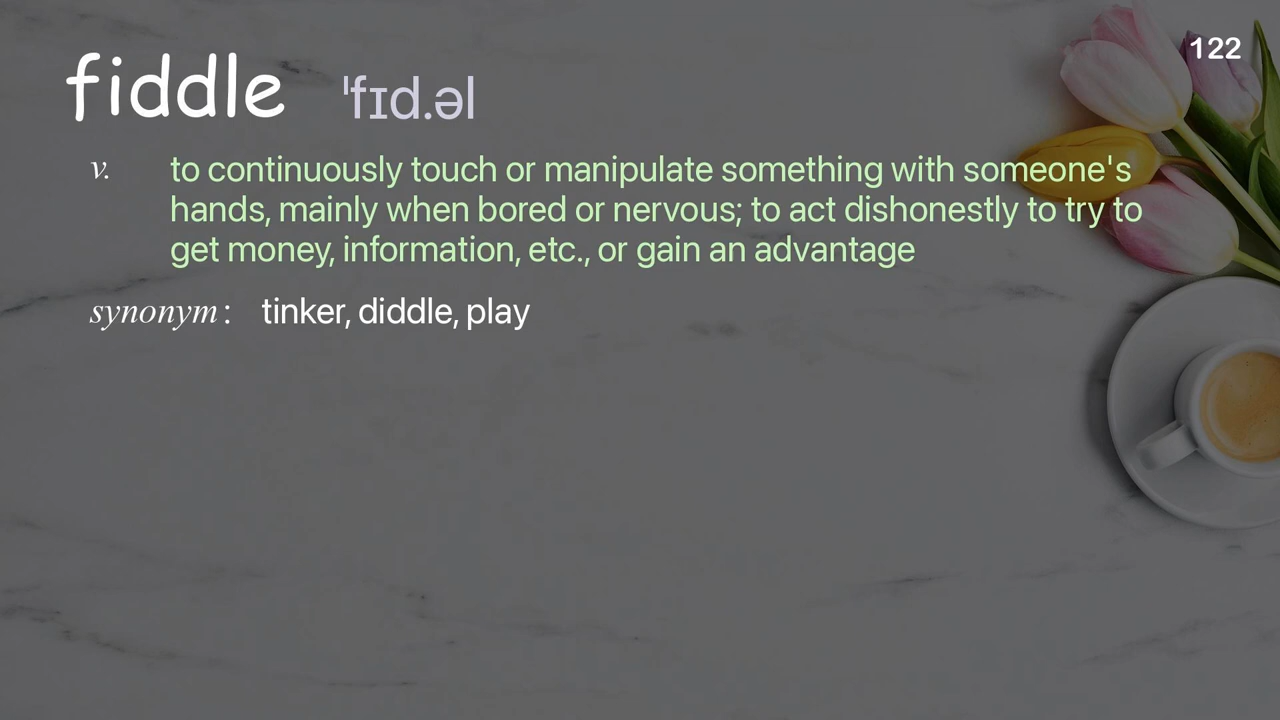 122
fiddle ˈfɪd.əl
v. to continuously touch or manipulate something with someone's
hands, mainly when bored or nervous; to act dishonestly to try to
get money, information, etc., or gain an advantage
synonym: tinker, diddle, play